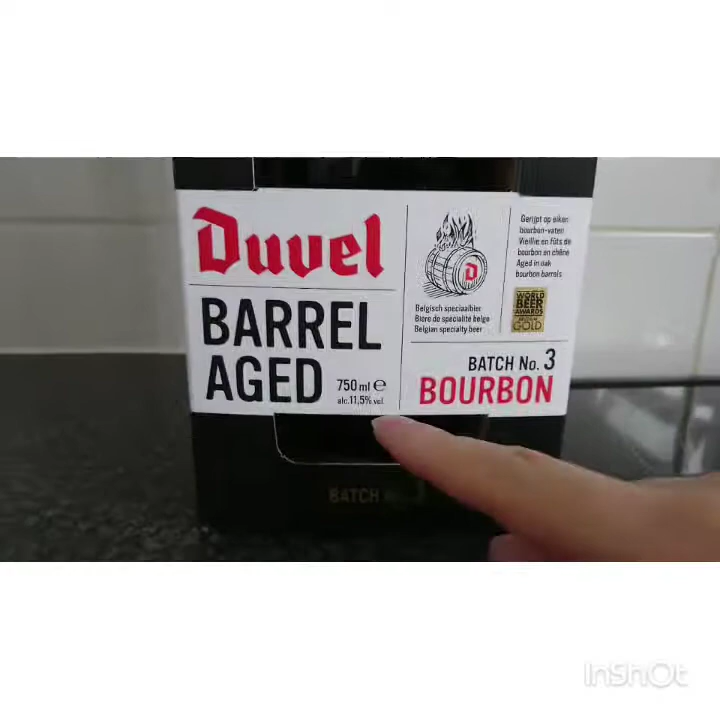 Duvel
BARREL
AGED
750 ml e
alc.11,5% vol.
D
Belgisch speciaalbier
Bière de spécialité belge
Belgian specialty beer
Gerijpt op eiken
bourbon-vaten
Vieillie en fûts de
bourbon en chêne
Aged in oak
bourbon barrels
WORLD
BEER
AWARDS
GOLD
BATCH No. 3
BOURBON
BATCH No. 3
InShOt